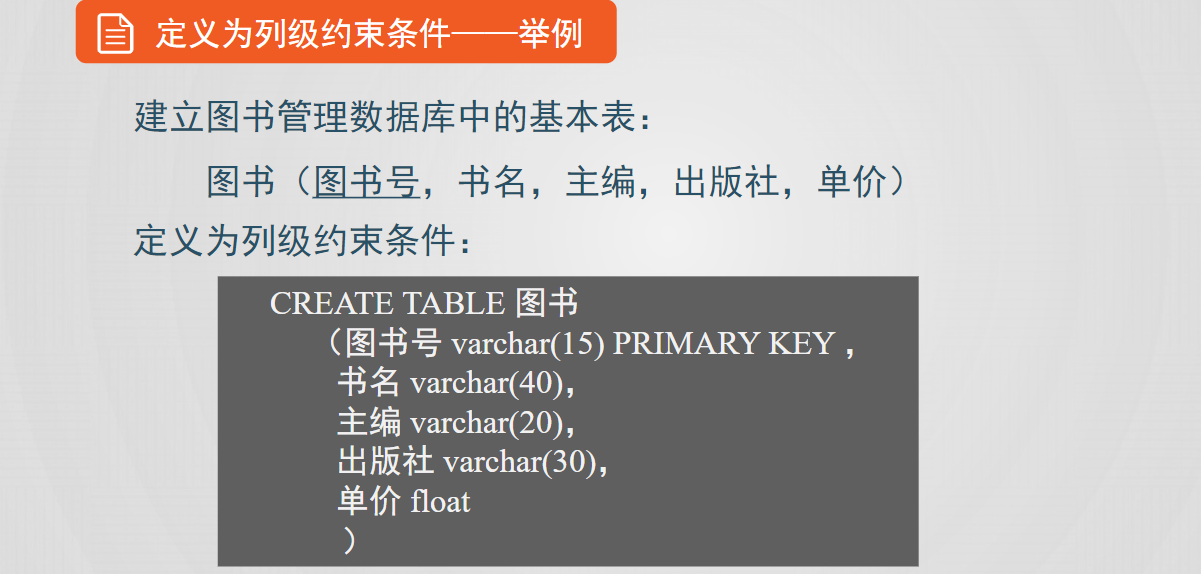 定义为列级约束条件——举例
建立图书管理数据库中的基本表：
图书（图书号，书名，主编，出版社，单价）
定义为列级约束条件：
CREATE TABLE 图书
（图书号 varchar(15) PRIMARY KEY ，
书名 varchar(40)，
主编 varchar(20)，
出版社 varchar(30)，
单价 float
）